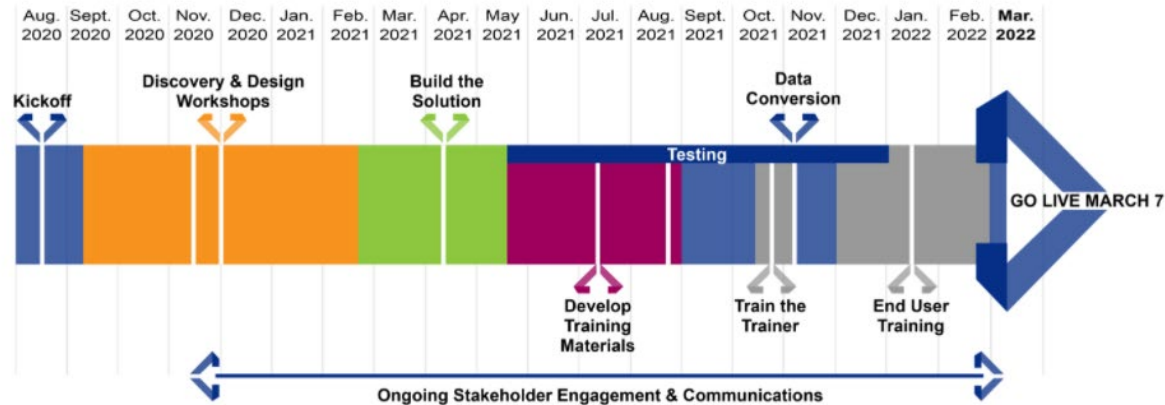 Aug. Sept. Oct. Nov. Dec. Jan. Feb. Mar. Apr. May Jun. Jul. Aug. Sept. Oct. Nov. Dec. Jan. Feb. Mar.
2020 2020 2020 2020 2020 2021 2021 2021 2021 2021 2021 2021 2021 2021 2021 2021 2021 2022 2022 2022
Kickoff
Discovery & Design
Workshops
Build the
Solution
Data
Conversion
Testing
GO LIVE MARCH 7
Develop
Training
Materials
Train the
Trainer
End User
Training
Ongoing Stakeholder Engagement & Communications